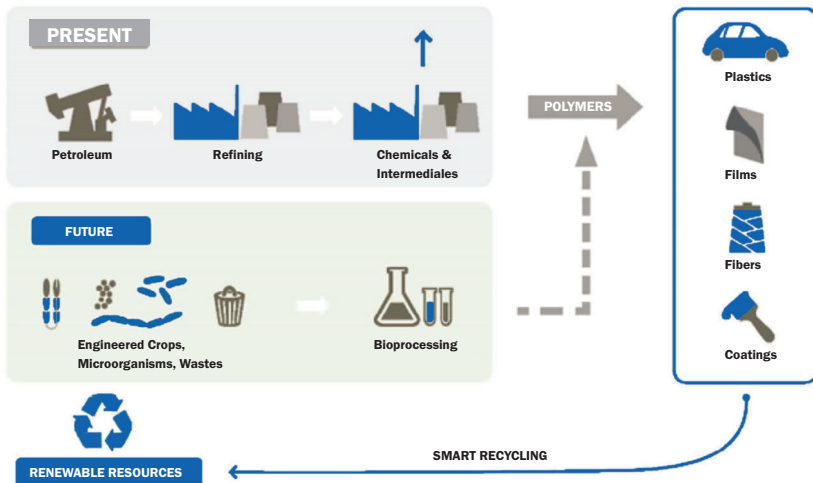 PRESENT
Petroleum
Refining
Chemicals &
Intermediales
POLYMERS
Plastics
Films
Fibers
Coatings
FUTURE
Engineered Crops,
Microorganisms, Wastes
Bioprocessing
SMART RECYCLING
RENEWABLE RESOURCES